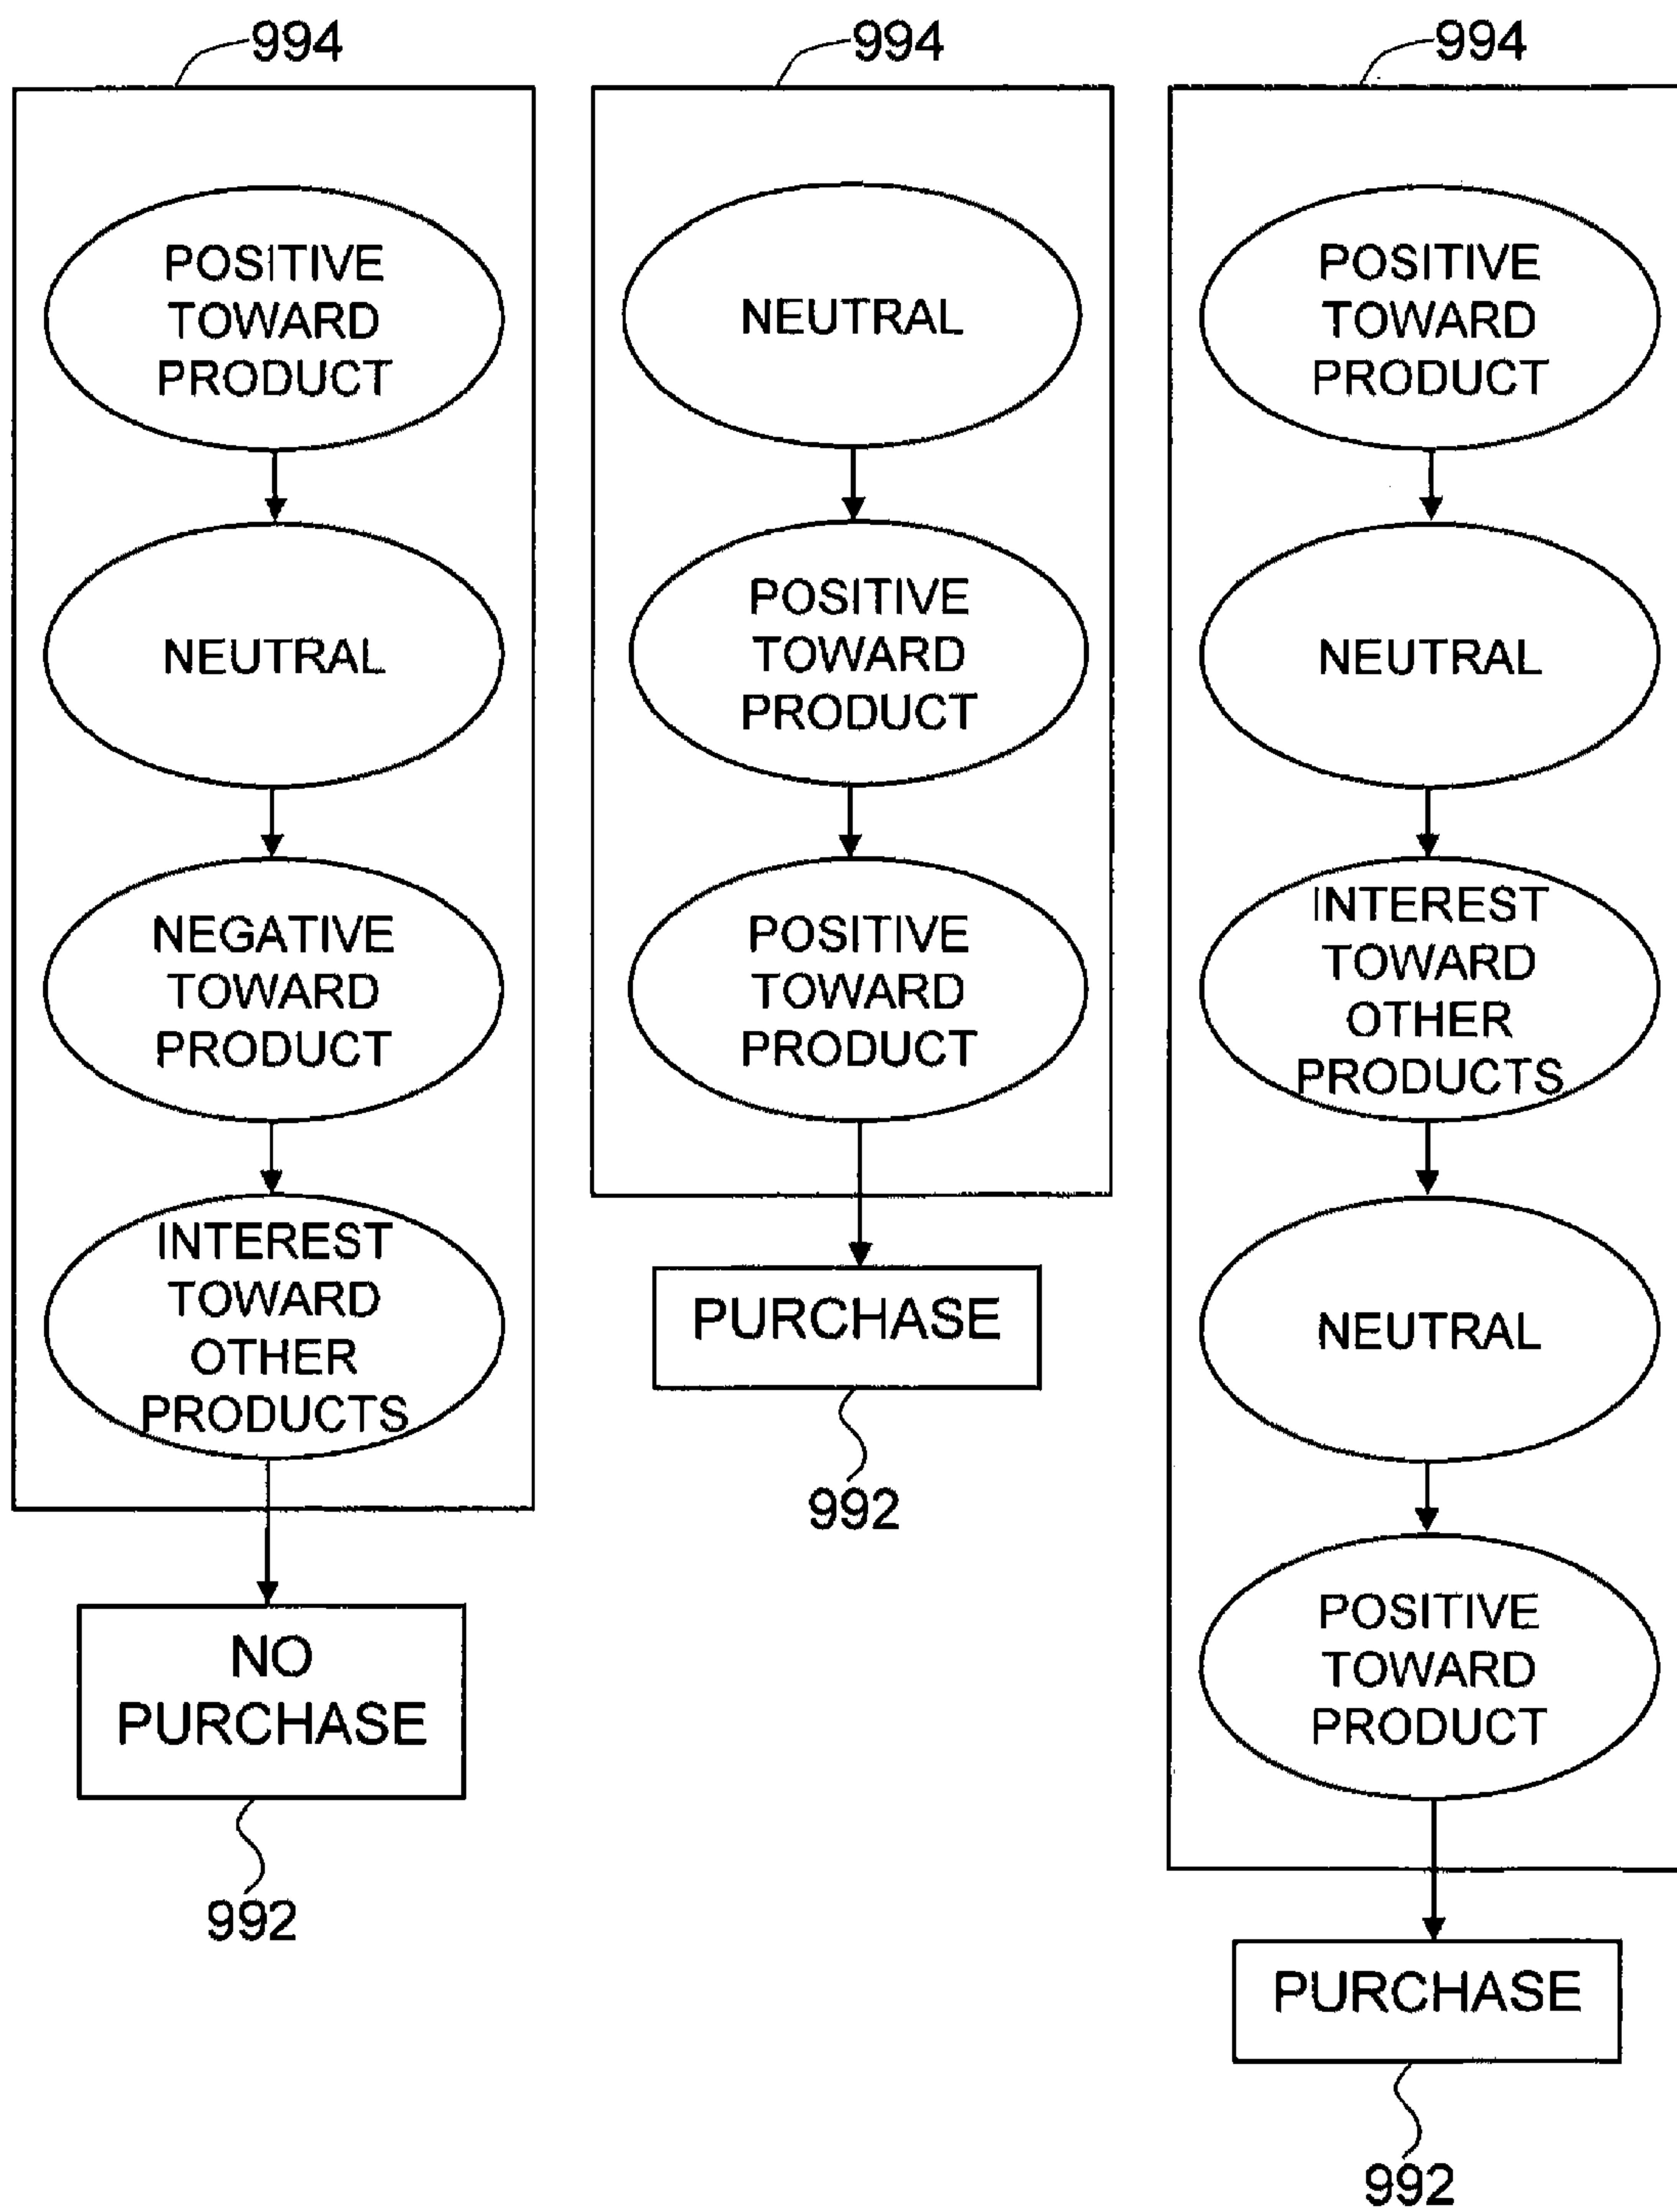 994
POSITIVE
TOWARD
PRODUCT
NEUTRAL
NEGATIVE
TOWARD
PRODUCT
INTEREST
TOWARD
OTHER
PRODUCTS
NO
PURCHASE
992
994
NEUTRAL
POSITIVE
TOWARD
PRODUCT
POSITIVE
TOWARD
PRODUCT
PURCHASE
992
994
POSITIVE
TOWARD
PRODUCT
NEUTRAL
INTEREST
TOWARD
OTHER
PRODUCTS
NEUTRAL
POSITIVE
TOWARD
PRODUCT
PURCHASE
992